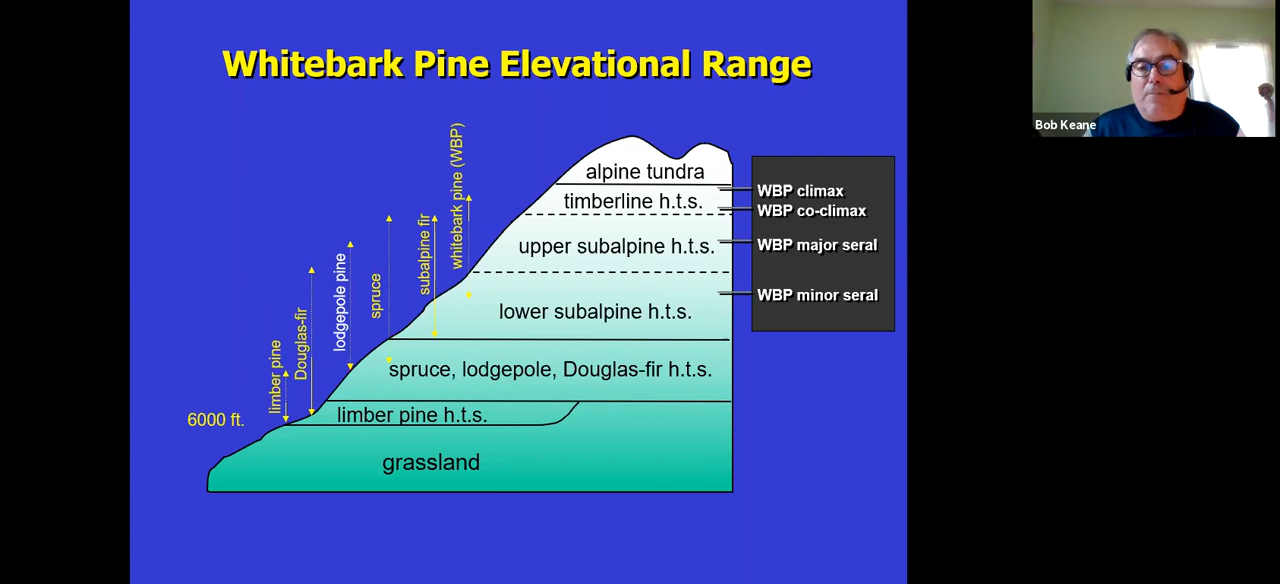 Whitebark Pine Elevational Range
Bob Keane
whitebark pine (WBP)
subalpine fir
spruce
lodgepole pine
Douglas-fir
limber pine
6000 ft.
alpine tundra
timberline h.t.s.
upper subalpine h.t.s.
lower subalpine h.t.s.
spruce, lodgepole, Douglas-fir h.t.s.
limber pine h.t.s.
grassland
WBP climax
WBP co-climax
WBP major seral
WBP minor seral